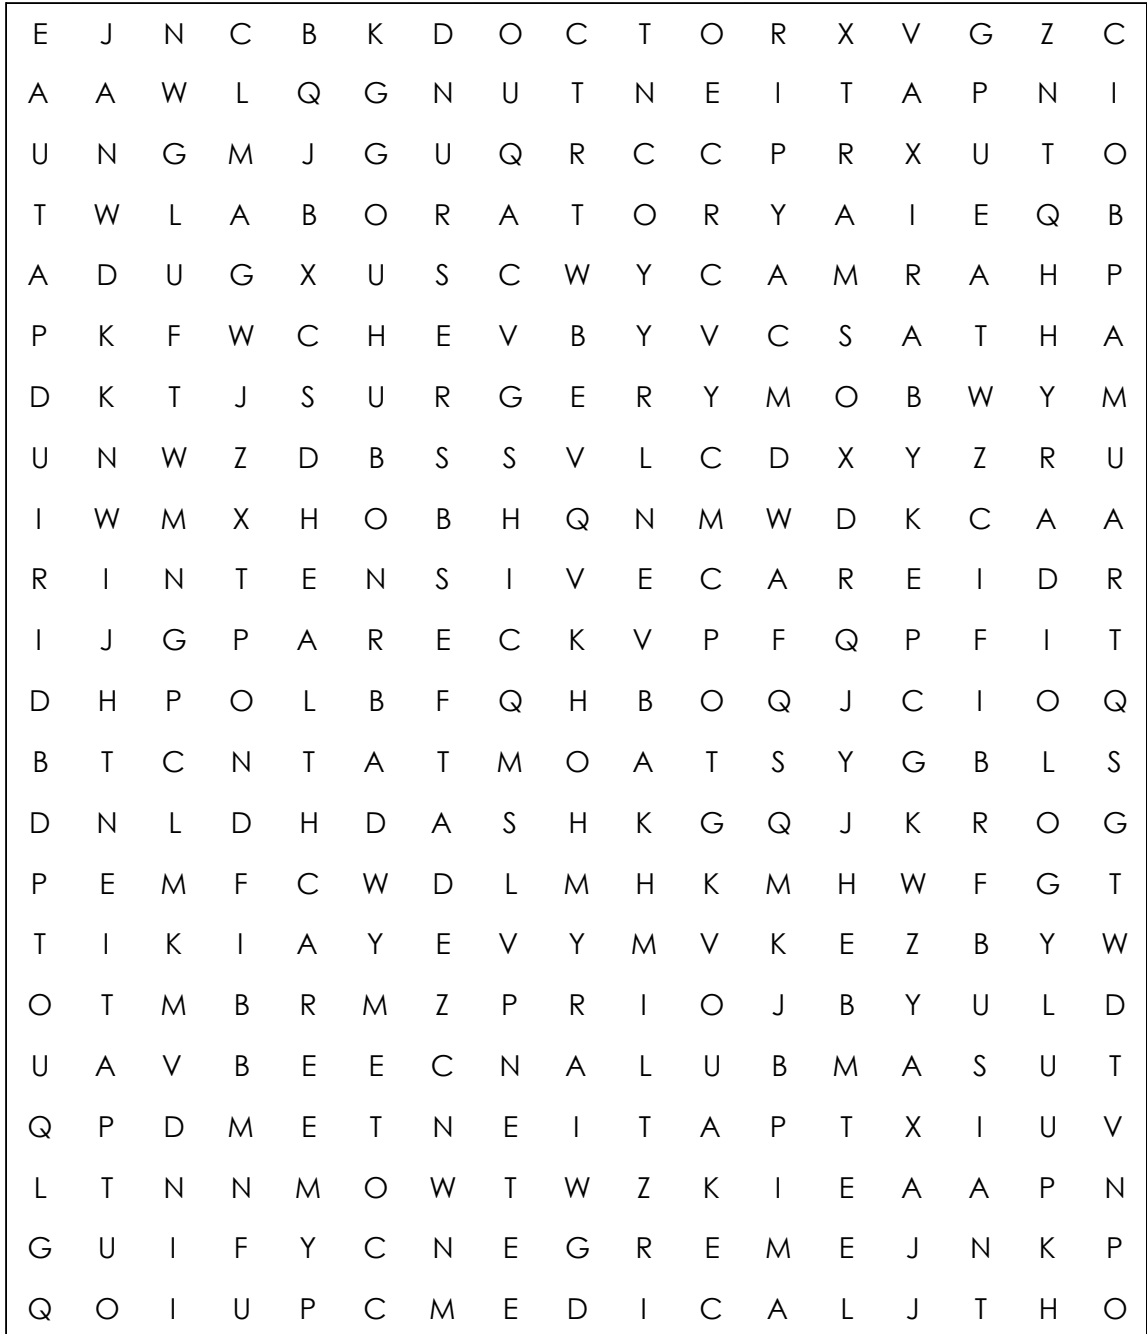 E J N C B K D O C T O R X V G Z C
A A W L Q G N U T N E I T A P N I
U N G M J G U Q R C C P R X U T O
T W L A B O R A T O R Y A I E Q B
A D U G X U S C W Y C A M R A H P
P K F W C H E V B Y V C S A T H A
D K T J S U R G E R Y M O B W Y M
U N W Z D B S S V L C D X Y Z R U
I W M X H O B H Q N M W D K C A A
R I N T E N S I V E C A R E I D R
I J G P A R E C K V P F Q P F I T
D H P O L B F Q H B O Q J C I O Q
B T C N T A T M O A T S Y G B L S
D N L D H D A S H K G Q J K R O G
P E M F C W D L M H K M H W F G T
T I K I A Y E V Y M V K E Z B Y W
O T M B R M Z P R I O J B Y U L D
U A V B E E C N A L U B M A S U T
Q P D M E T N E I T A P T X I U V
L T N N M O W T W Z K I E A A P N
G U I F Y C N E G R E M E J N K P
Q O I U P C M E D I C A L J T H O